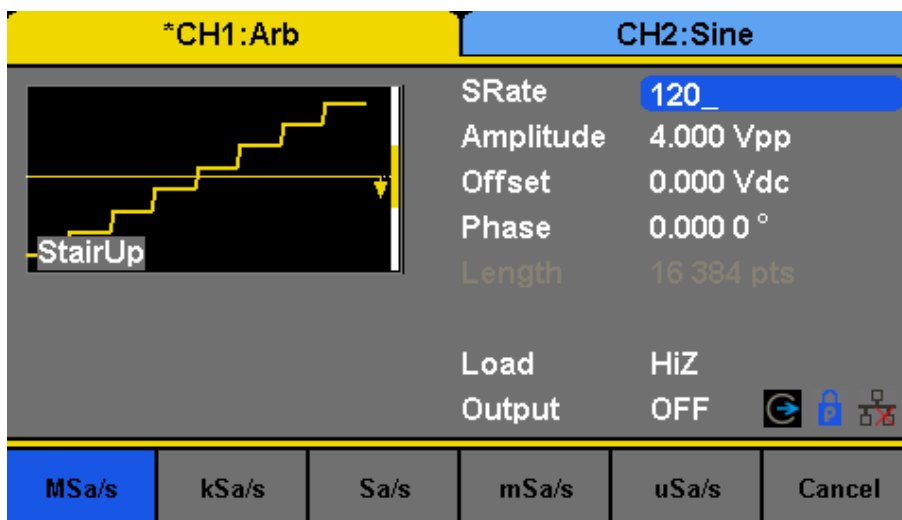 *CH1:Arb CH2:Sine
StairUp
SRate 120_
Amplitude 4.000 Vpp
Offset 0.000 Vdc
Phase 0.000 0 °
Length 16 384 pts
Load HiZ
Output OFF P
MSa/s kSa/s Sa/s mSa/s uSa/s Cancel